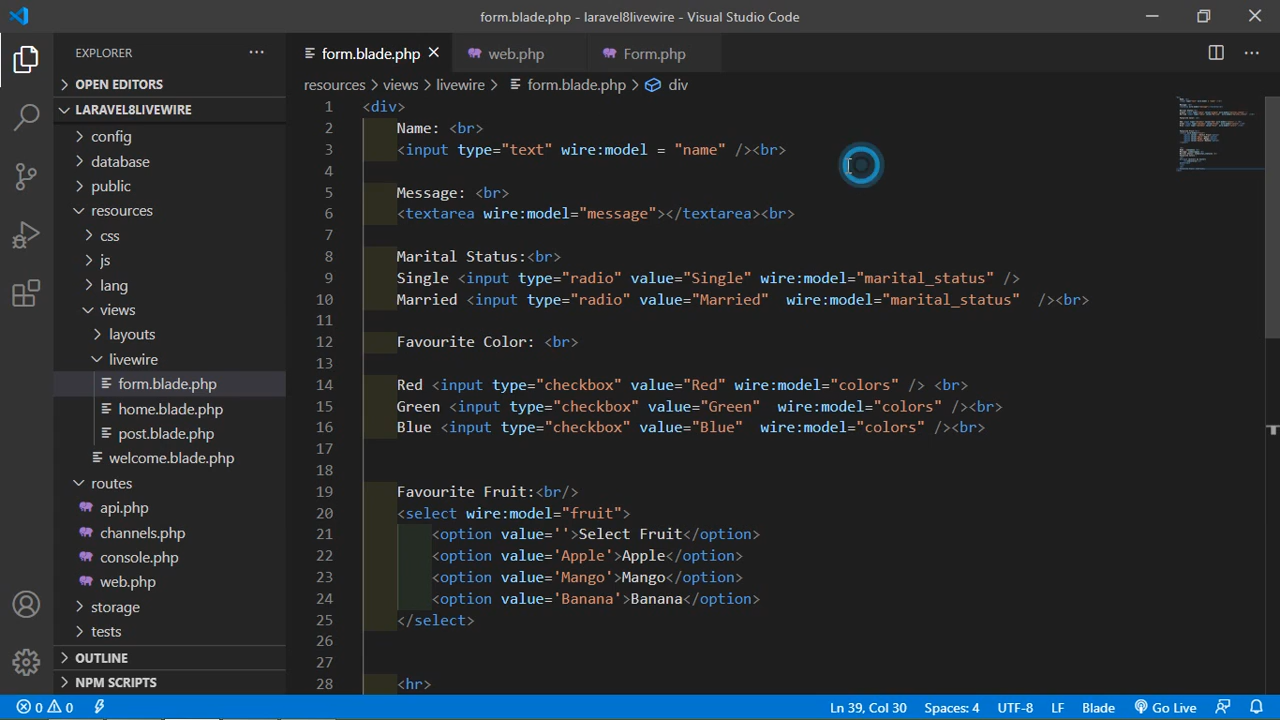 form.blade.php - laravel8livewire - Visual Studio Code
EXPLORER
OPEN EDITORS
LARAVEL8LIVEWIRE
config
database
public
resources
css
js
lang
views
layouts
livewire
form.blade.php
home.blade.php
post.blade.php
welcome.blade.php
routes
api.php
channels.php
console.php
web.php
storage
tests
OUTLINE
NPM SCRIPTS
form.blade.php web.php Form.php
resources > views > livewire > form.blade.php > div
1 <div>
2 Name: <br>
3 <input type="text" wire:model = "name" /><br>
4
5 Message: <br>
6 <textarea wire:model="message"></textarea><br>
7
8 Marital Status:<br>
9 Single <input type="radio" value="Single" wire:model="marital_status" />
10 Married <input type="radio" value="Married"  wire:model="marital_status"  /><br>
11
12 Favourite Color: <br>
13
14 Red <input type="checkbox" value="Red" wire:model="colors" /> <br>
15 Green <input type="checkbox" value="Green"  wire:model="colors" /><br>
16 Blue <input type="checkbox" value="Blue"  wire:model="colors" /><br>
17
18
19 Favourite Fruit:<br/>
20 <select wire:model="fruit">
21 <option value=''>Select Fruit</option>
22 <option value='Apple'>Apple</option>
23 <option value='Mango'>Mango</option>
24 <option value='Banana'>Banana</option>
25 </select>
26
27
28 <hr>
0 0 Ln 39, Col 30 Spaces: 4 UTF-8 LF Blade Go Live